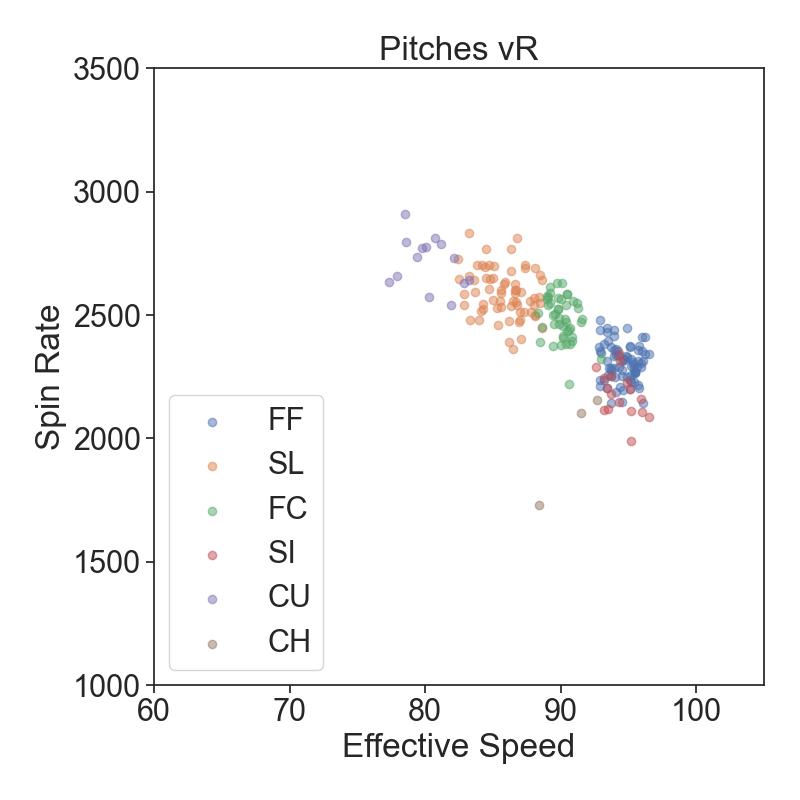 Pitches vR
3500
3000
2500
2000
1500
1000
Spin Rate
FF
SL
FC
SI
CU
CH
60 70 80 90 100
Effective Speed